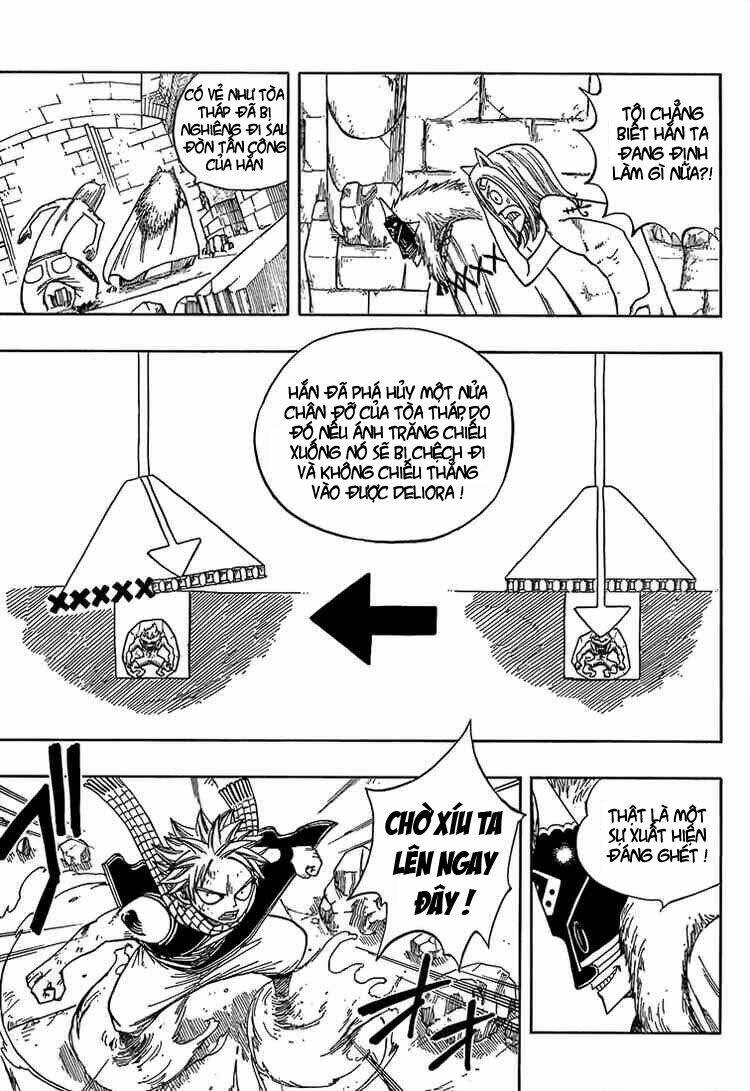 TÔI CHẲNG
BIẾT HẮN TA
ĐANG ĐỊNH
LÀM GÌ NỮA?!
CÓ VẺ NHƯ TÒA
THÁP ĐÃ BỊ
NGHIÊNG ĐI SAU
ĐÒN TẤN CÔNG
CỦA HẮN
HẮN ĐÃ PHÁ HỦY MỘT NỬA
CHÂN ĐỠ CỦA TÒA THÁP, DO
ĐÓ NẾU ÁNH TRĂNG CHIẾU
XUỐNG NÓ SẼ BỊ CHỆCH ĐI
VÀ KHÔNG CHIẾU THẲNG
VÀO ĐƯỢC DELIORA !
THẬT LÀ MỘT
SỰ XUẤT HIỆN
ĐÁNG GHÉT !
CHỜ XÍU TA
LÊN NGAY
ĐÂY !